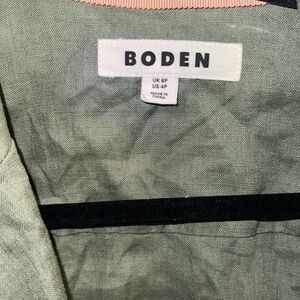 BODEN
UK 8P
US 4P
MADE IN
CHINA